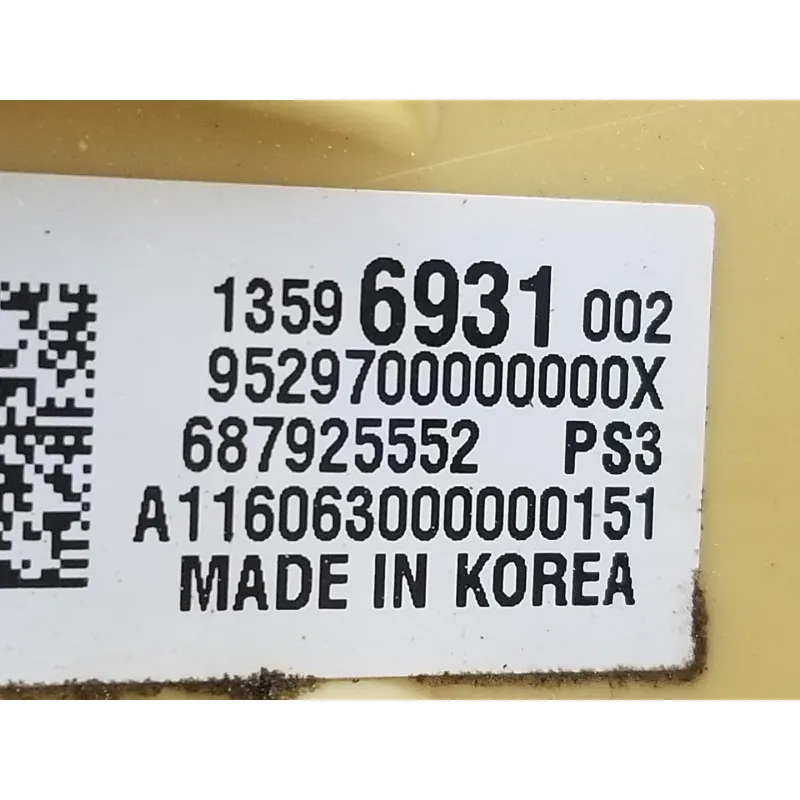 1359 6931 002
9529700000000X
687925552 PS3
A116063000000151
MADE IN KOREA